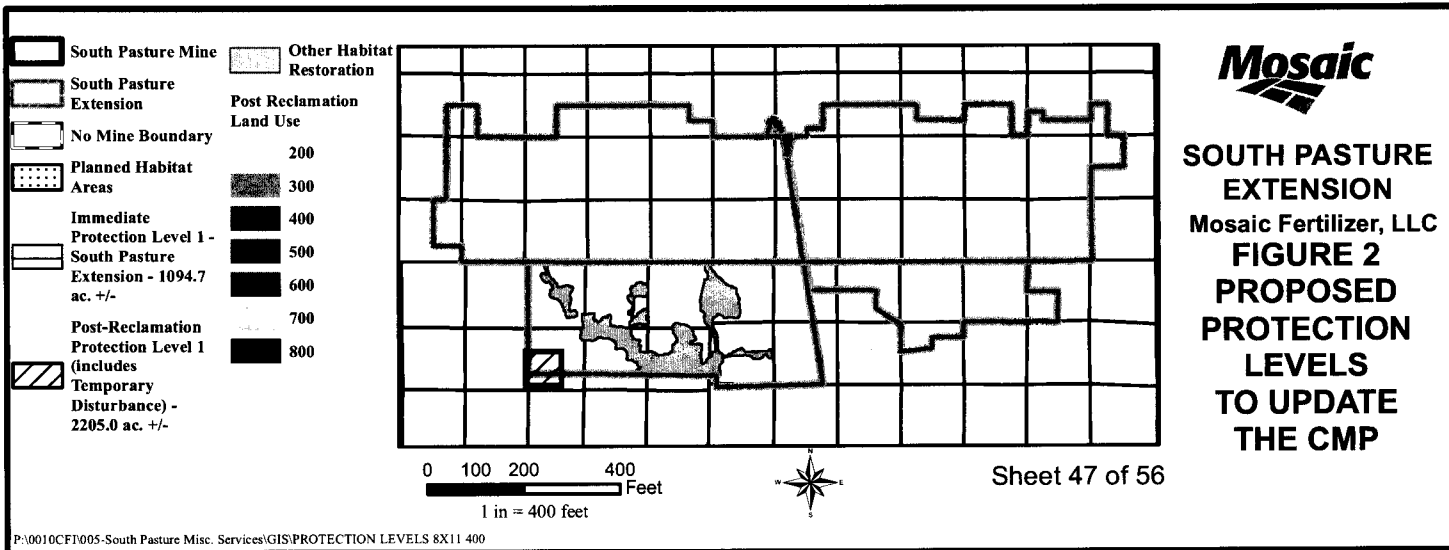 South Pasture Mine
South Pasture
Extension
No Mine Boundary
Planned Habitat
Areas
Immediate
Protection Level 1 -
South Pasture
Extension - 1094.7
ac. +/-
Post-Reclamation
Protection Level 1
(includes
Temporary
Disturbance) -
2205.0 ac. +/-
Other Habitat
Restoration
Post Reclamation
Land Use
200
300
400
500
600
700
800
0 100 200 400
Feet
1 in = 400 feet
N
W E
S
Sheet 47 of 56
Mosaic
SOUTH PASTURE
EXTENSION
Mosaic Fertilizer, LLC
FIGURE 2
PROPOSED
PROTECTION
LEVELS
TO UPDATE
THE CMP
P:\0010CFI\005-South Pasture Misc. Services\GIS\PROTECTION LEVELS 8X11 400